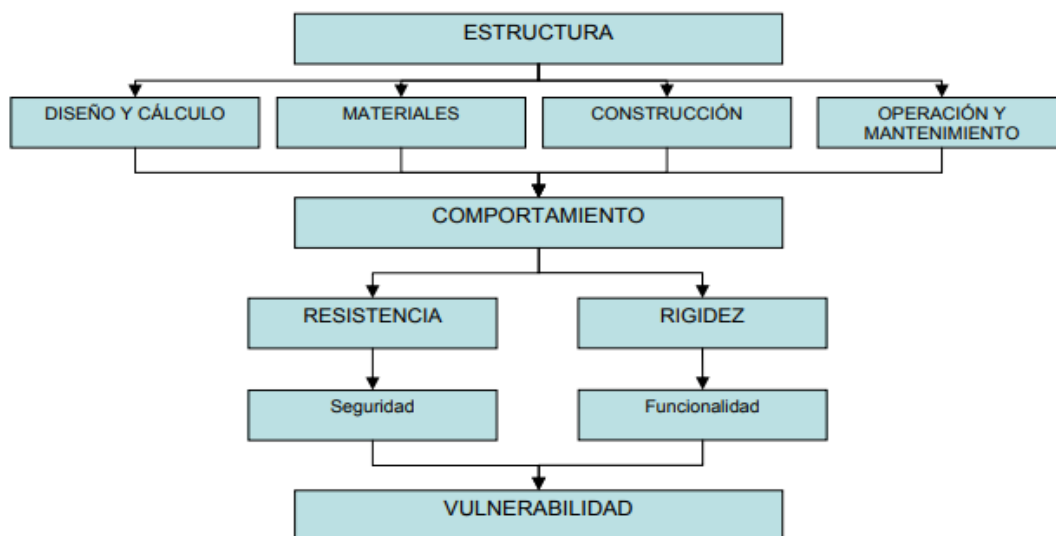 ESTRUCTURA
DISEÑO Y CÁLCULO
MATERIALES
CONSTRUCCIÓN
OPERACIÓN Y
MANTENIMIENTO
COMPORTAMIENTO
RESISTENCIA
RIGIDEZ
Seguridad
Funcionalidad
VULNERABILIDAD